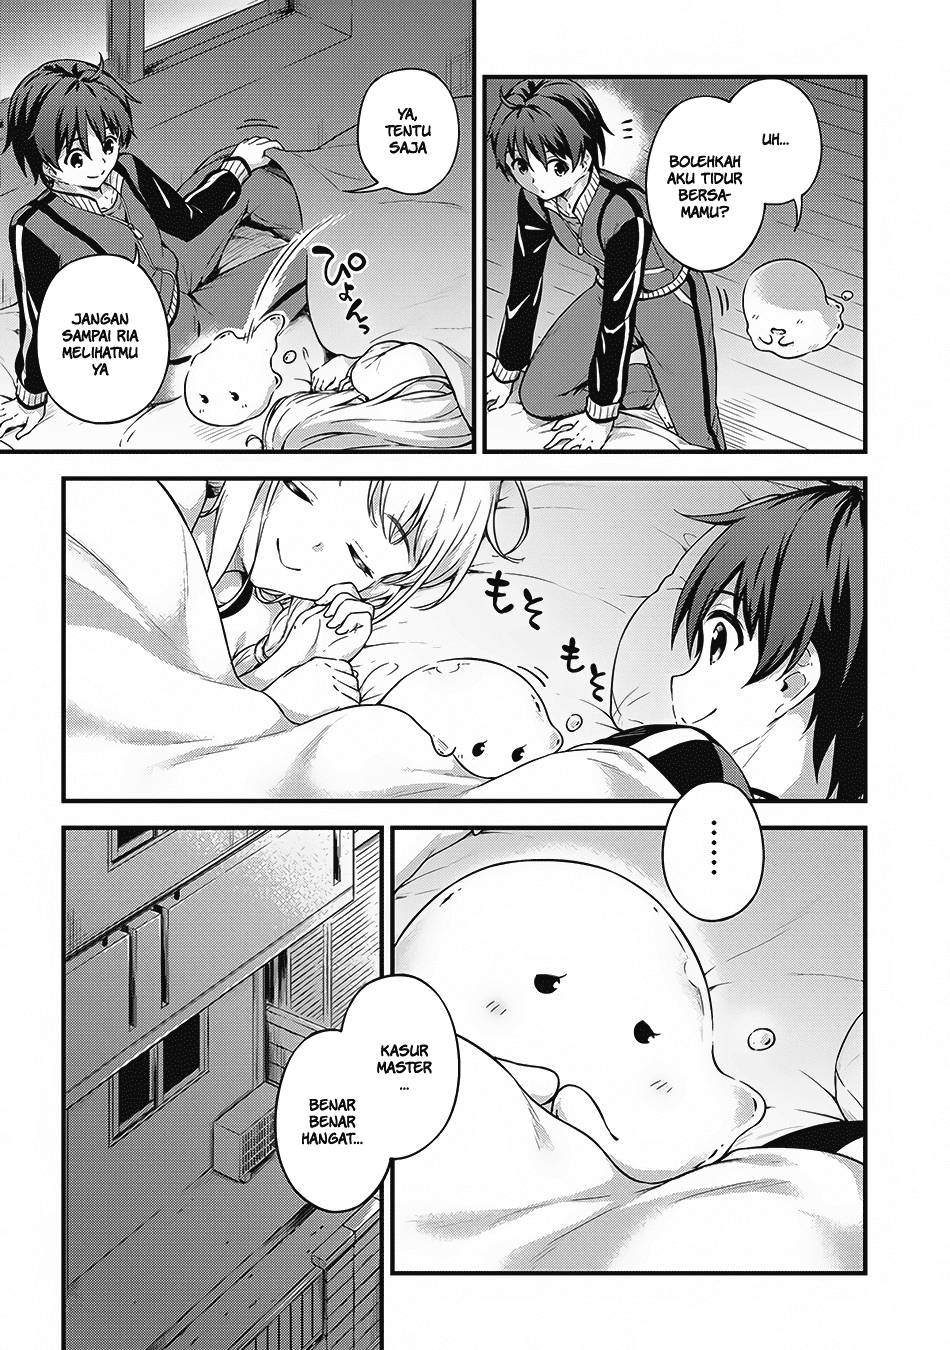 UH...
BOLEHKAH
AKU TIDUR
BERSA-
MAMU?
YA,
TENTU
SAJA
ぴょんっ
JANGAN
SAMPAI RIA
MELIHATMU
YA
もそ
もそ
......
KASUR
MASTER
...
BENAR
BENAR
HANGAT...